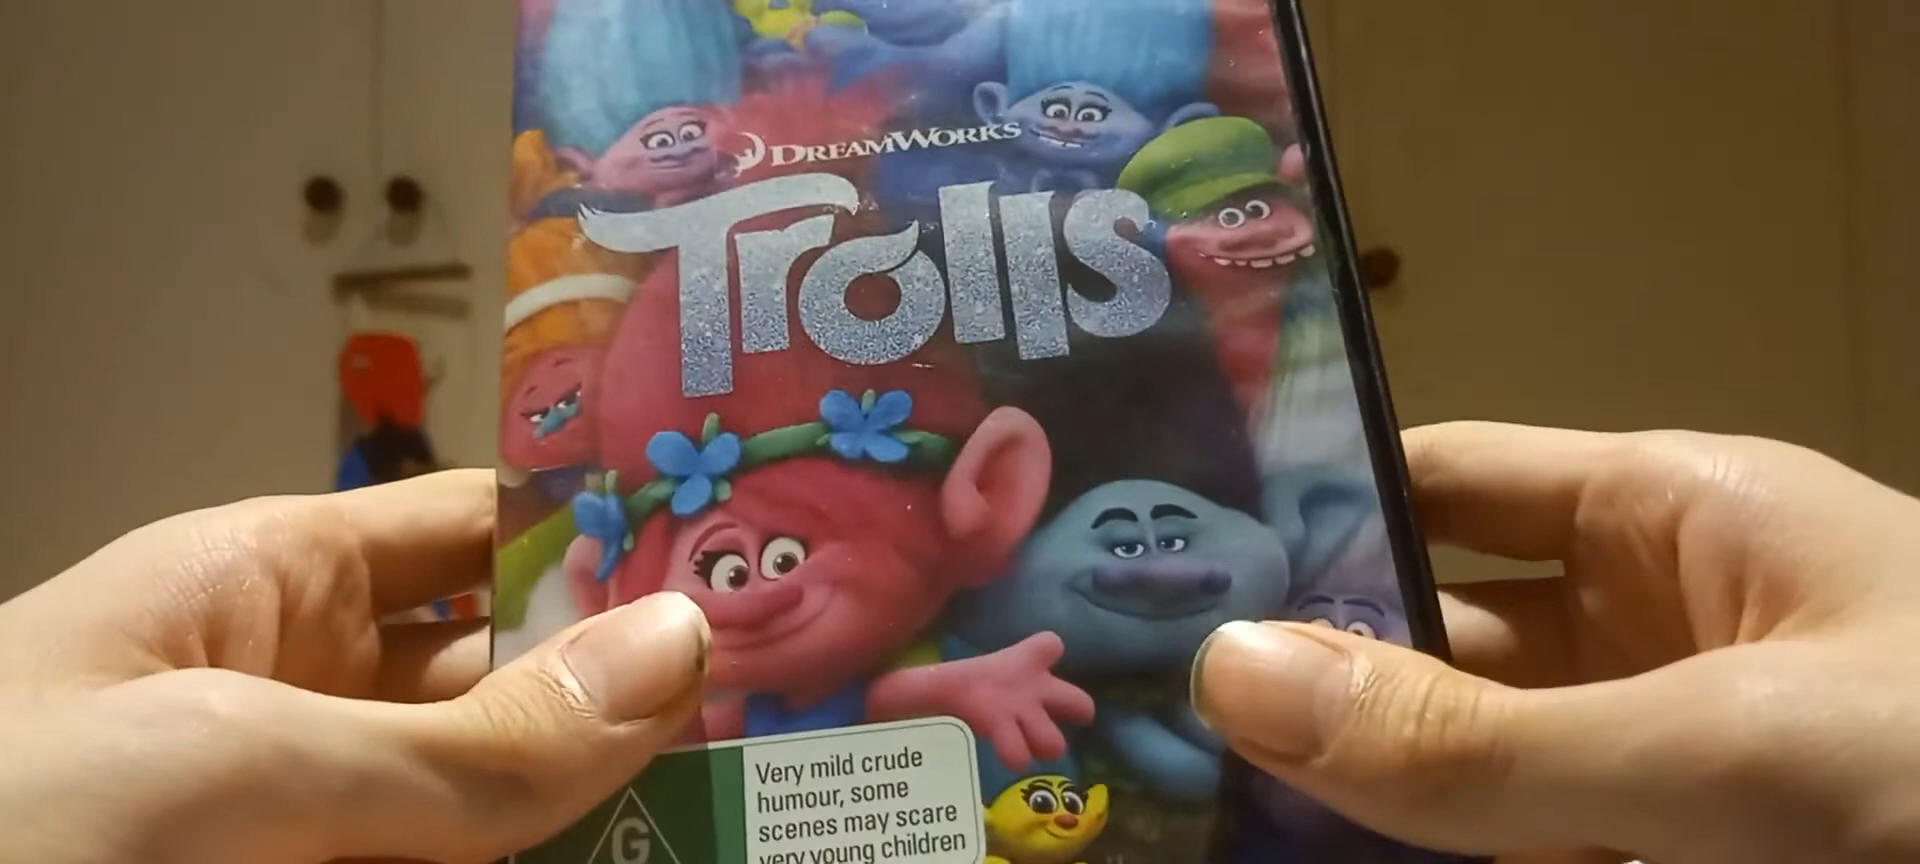 DREAMWORKS
Trolls
Very mild crude
humour, some
scenes may scare
very young children
G